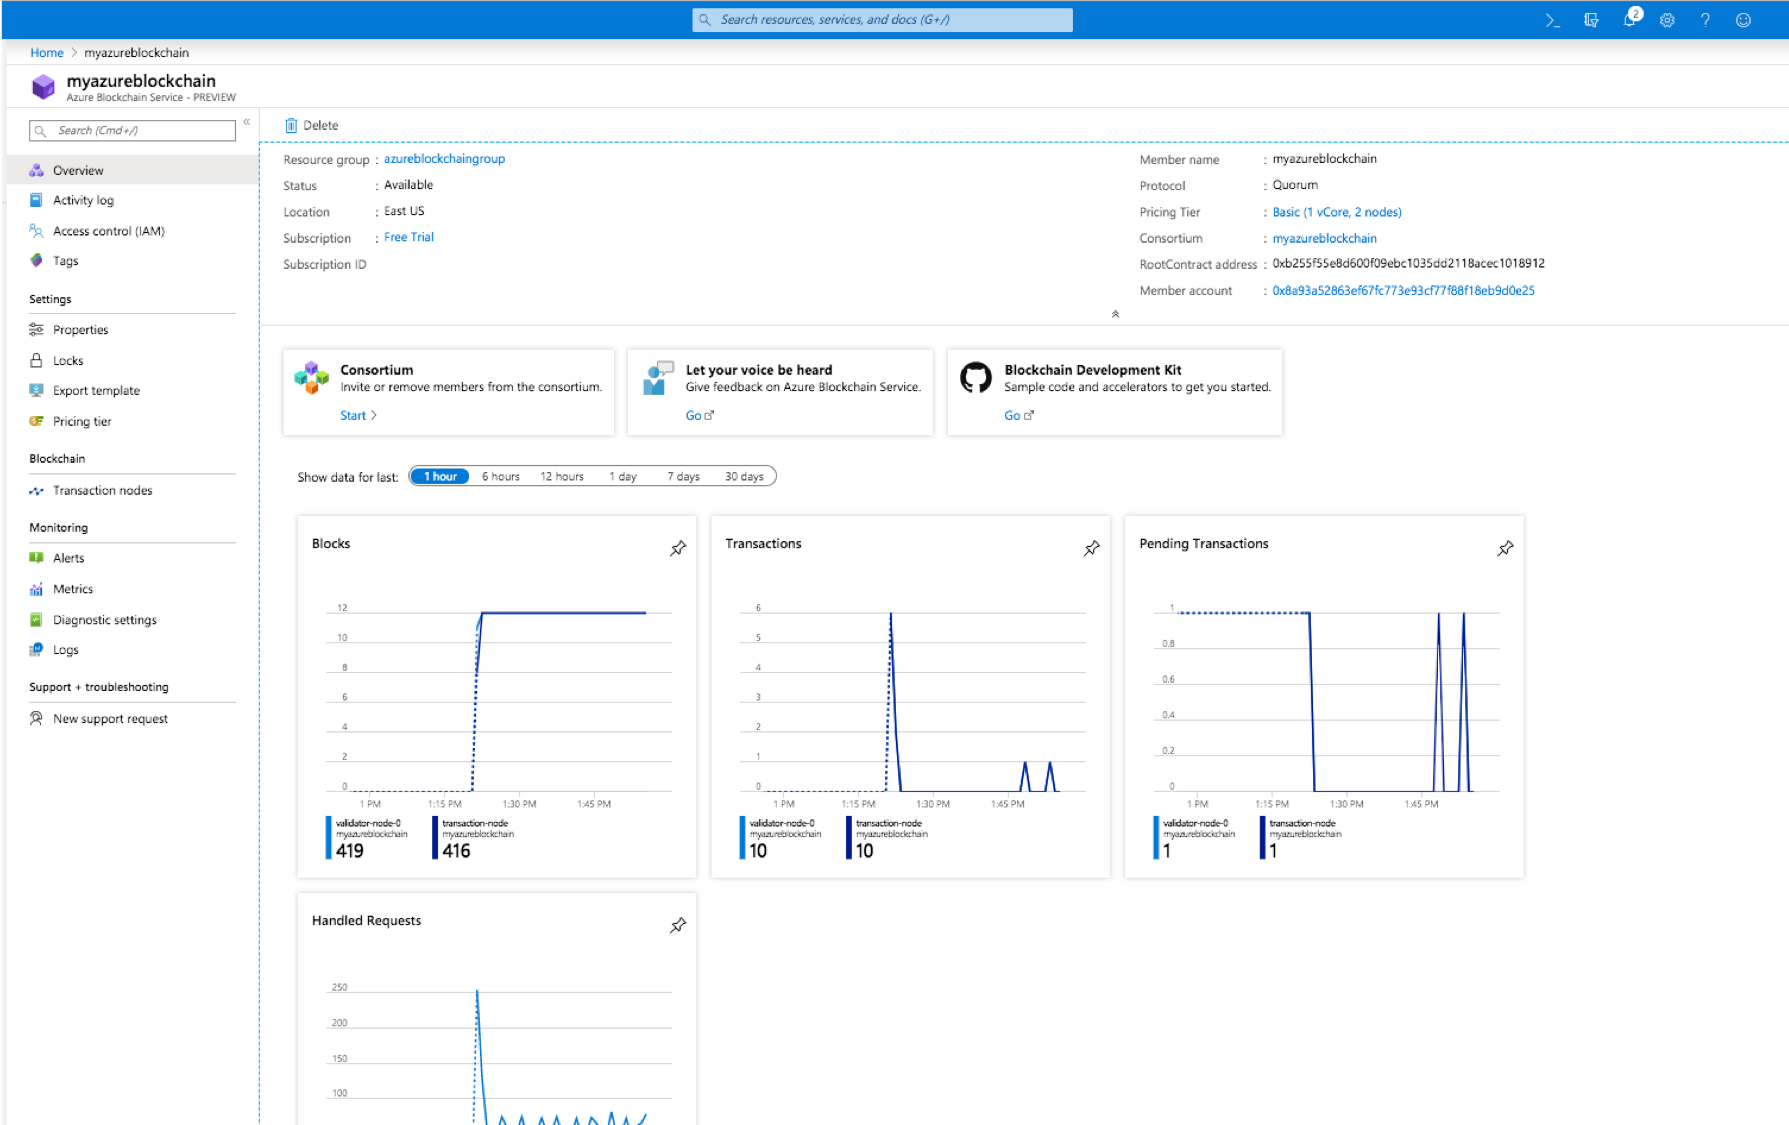 Search resources, services, and docs (G+/)
2
Home > myazureblockchain
myazureblockchain
Azure Blockchain Service - PREVIEW
Search (Cmd+/)
Overview
Activity log
Access control (IAM)
Tags
Settings
Properties
Locks
Export template
Pricing tier
Blockchain
Transaction nodes
Monitoring
Alerts
Metrics
Diagnostic settings
Logs
Support + troubleshooting
New support request
Delete
Resource group : azureblockchaingroup
Status : Available
Location : East US
Subscription : Free Trial
Subscription ID
Member name : myazureblockchain
Protocol : Quorum
Pricing Tier : Basic (1 vCore, 2 nodes)
Consortium : myazureblockchain
RootContract address : 0xb255f55e8d600f09ebc1035dd2118acec1018912
Member account : 0x8a93a52863ef67fc773e93cf77f88f18eb9d0e25
Consortium
Invite or remove members from the consortium.
Start >
Let your voice be heard
Give feedback on Azure Blockchain Service.
Go
Blockchain Development Kit
Sample code and accelerators to get you started.
Go
Show data for last: 1 hour 6 hours 12 hours 1 day 7 days 30 days
Blocks
12
10
8
6
4
2
0
1 PM 1:15 PM 1:30 PM 1:45 PM
validator-node-0
myazureblockchain
419
transaction-node
myazureblockchain
416
Transactions
6
5
4
3
2
1
0
1 PM 1:15 PM 1:30 PM 1:45 PM
validator-node-0
myazureblockchain
10
transaction-node
myazureblockchain
10
Pending Transactions
1
0.8
0.6
0.4
0.2
0
1 PM 1:15 PM 1:30 PM 1:45 PM
validator-node-0
myazureblockchain
1
transaction-node
myazureblockchain
1
Handled Requests
250
200
150
100